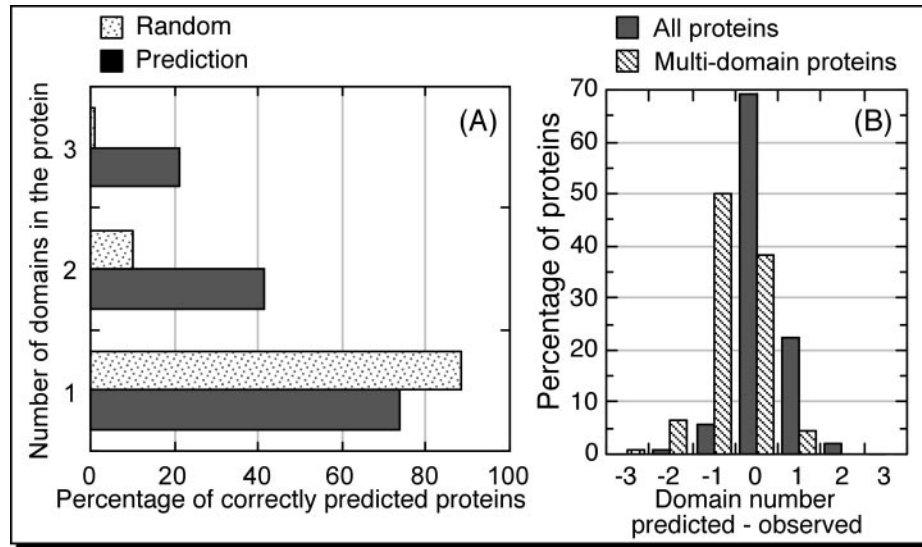 Random
Prediction
(A)
Number of domains in the protein
3
2
1
0 20 40 60 80 100
Percentage of correctly predicted proteins
All proteins
Multi-domain proteins
(B)
Percentage of proteins
70
60
50
40
30
20
10
0
-3 -2 -1 0 1 2 3
Domain number
predicted - observed